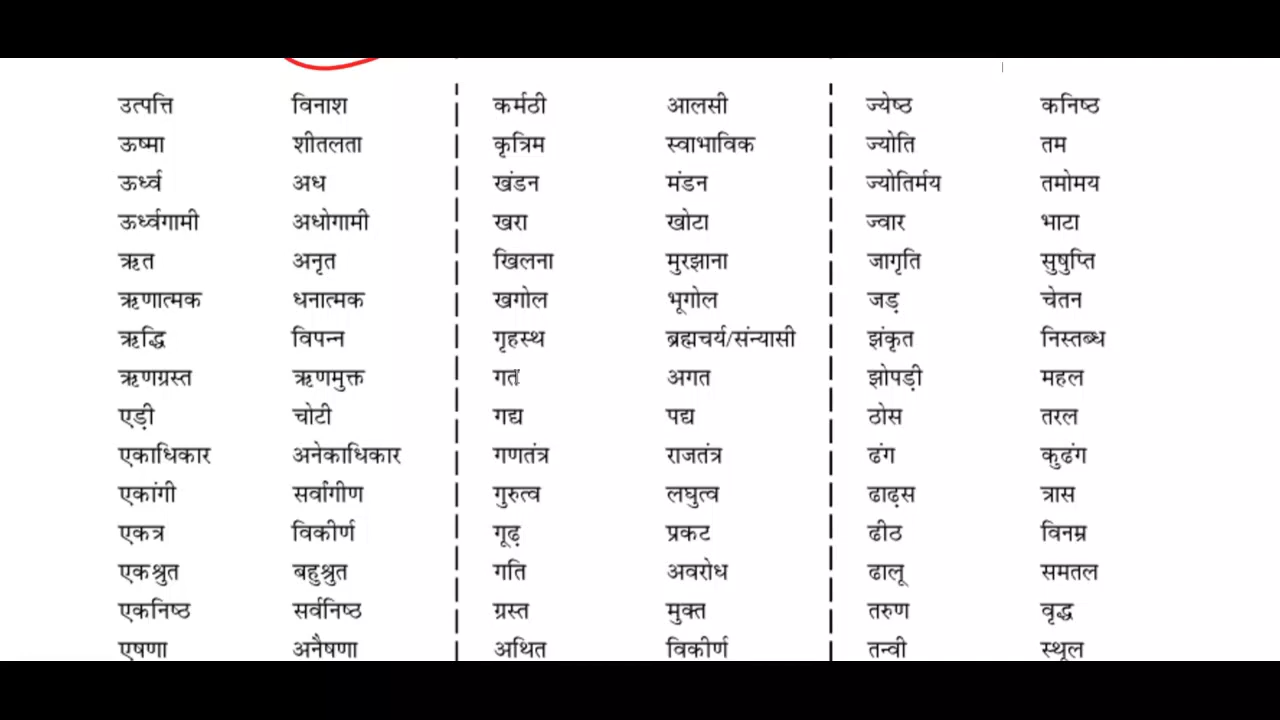 उत्पत्ति विनाश कर्मठी आलसी ज्येष्ठ कनिष्ठ
ऊष्मा शीतलता कृत्रिम स्वाभाविक ज्योति तम
ऊर्ध्व अध खंडन मंडन ज्योतिर्मय तमोमय
ऊर्ध्वगामी अधोगामी खरा खोटा ज्वार भाटा
ऋत अनृत खिलना मुरझाना जागृति सुषुप्ति
ऋणात्मक धनात्मक खगोल भूगोल जड़ चेतन
ऋद्धि विपन्न गृहस्थ ब्रह्मचर्य/संन्यासी झंकृत निस्तब्ध
ऋणग्रस्त ऋणमुक्त गत अगत झोपड़ी महल
एड़ी चोटी गद्य पद्य ठोस तरल
एकाधिकार अनेकाधिकार गणतंत्र राजतंत्र ढंग कुढंग
एकांगी सर्वांगीण गुरुत्व लघुत्व ढाढ़स त्रास
एकत्र विकीर्ण गूढ़ प्रकट ढीठ विनम्र
एकश्रुत बहुश्रुत गति अवरोध ढालू समतल
एकनिष्ठ सर्वनिष्ठ ग्रस्त मुक्त तरुण वृद्ध
एषणा अनैषणा अथित विकीर्ण तन्वी स्थूल